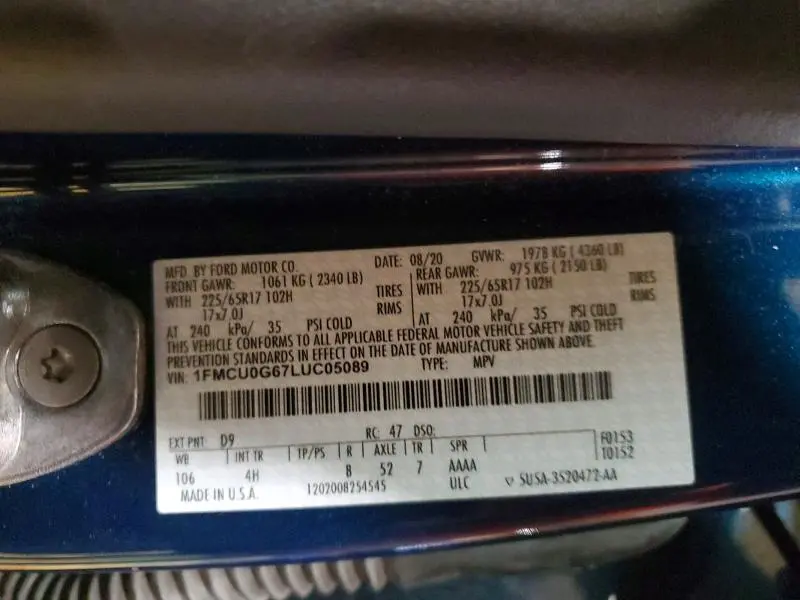 MFD. BY FORD MOTOR CO. DATE: 08/20 GVWR: 1978 KG ( 4360 LB)
FRONT GAWR: 1061 KG ( 2340 LB) REAR GAWR: 975 KG ( 2150 LB)
WITH 225/65R17 102H TIRES WITH 225/65R17 102H TIRES
17x7.0J RIMS 17x7.0J RIMS
AT 240 kPa/ 35 PSI COLD AT 240 kPa/ 35 PSI COLD
THIS VEHICLE CONFORMS TO ALL APPLICABLE FEDERAL MOTOR VEHICLE SAFETY AND THEFT
PREVENTION STANDARDS IN EFFECT ON THE DATE OF MANUFACTURE SHOWN ABOVE.
VIN: 1FMCU0G67LUC05089 TYPE: MPV
EXT PNT: D9 RC: 47 DSO: F0153
WB INT TR TP/PS R AXLE TR SPR T0152
106 4H B 52 7 AAAA
MADE IN U.S.A. 1202008254545 ULC ▽ 5USA-3520472-AA